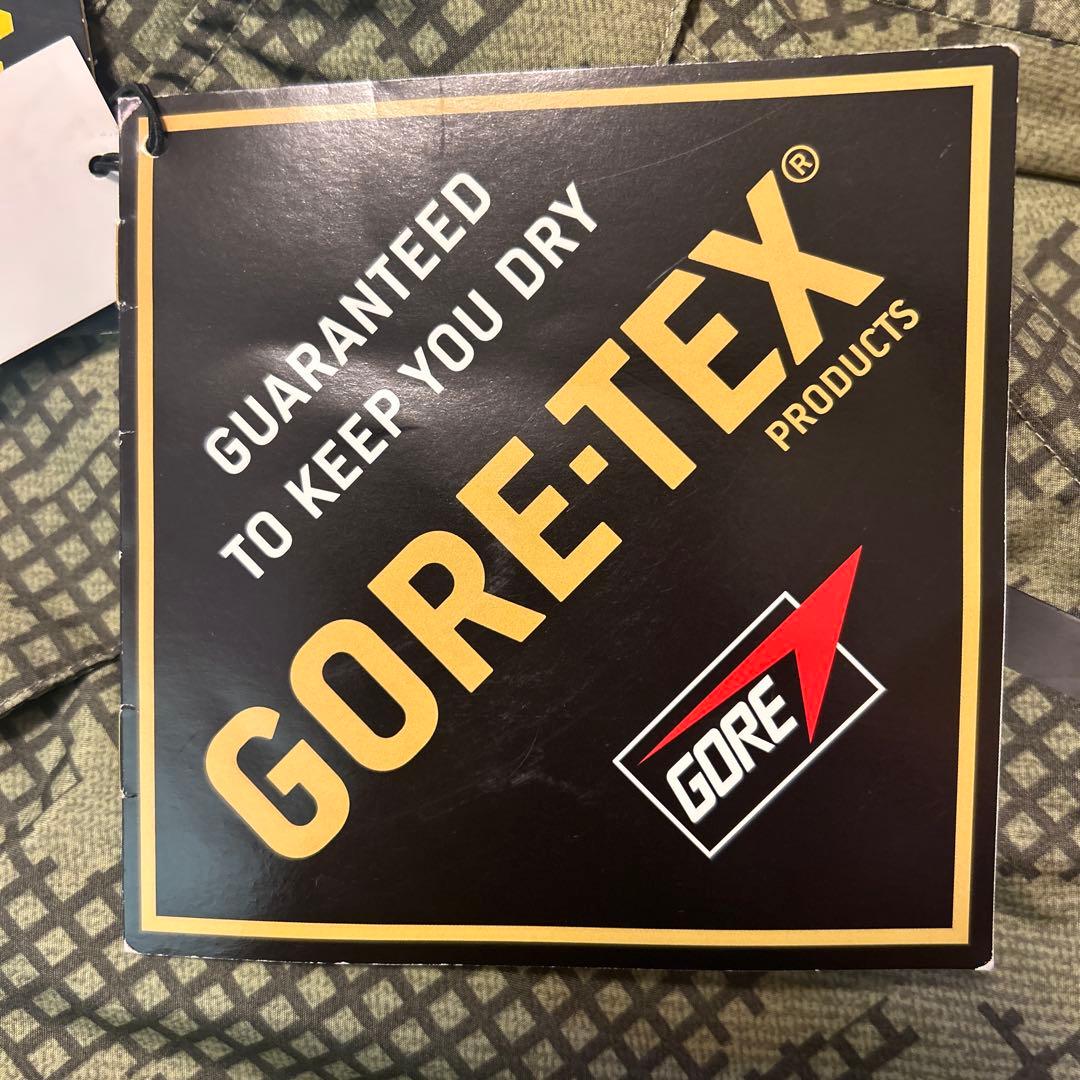 GUARANTEED
TO KEEP YOU DRY
GORE-TEX®
PRODUCTS
GORE